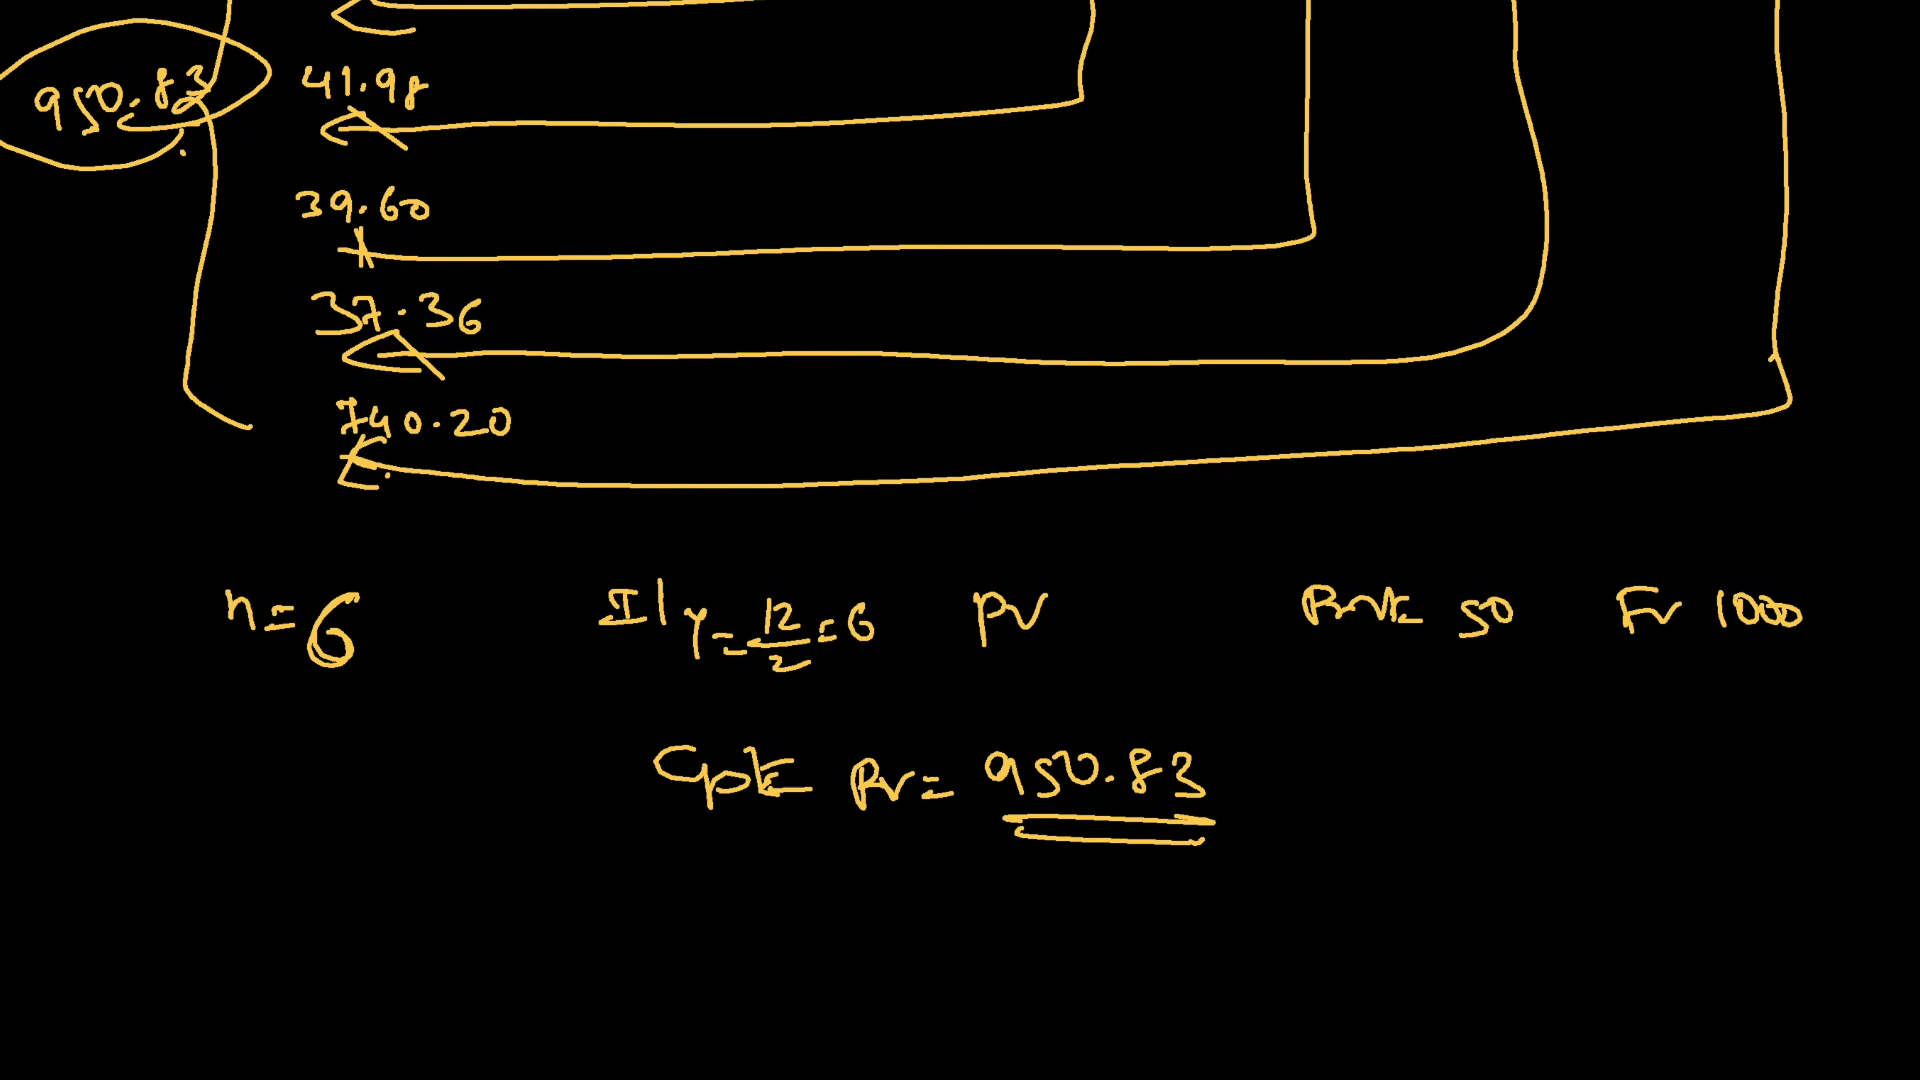 950.83
41.98
39.60
37.36
740.20
n = 6 I/Y = 12/2 = 6 PV PMT 50 FV 1000
CPT PV = 950.83